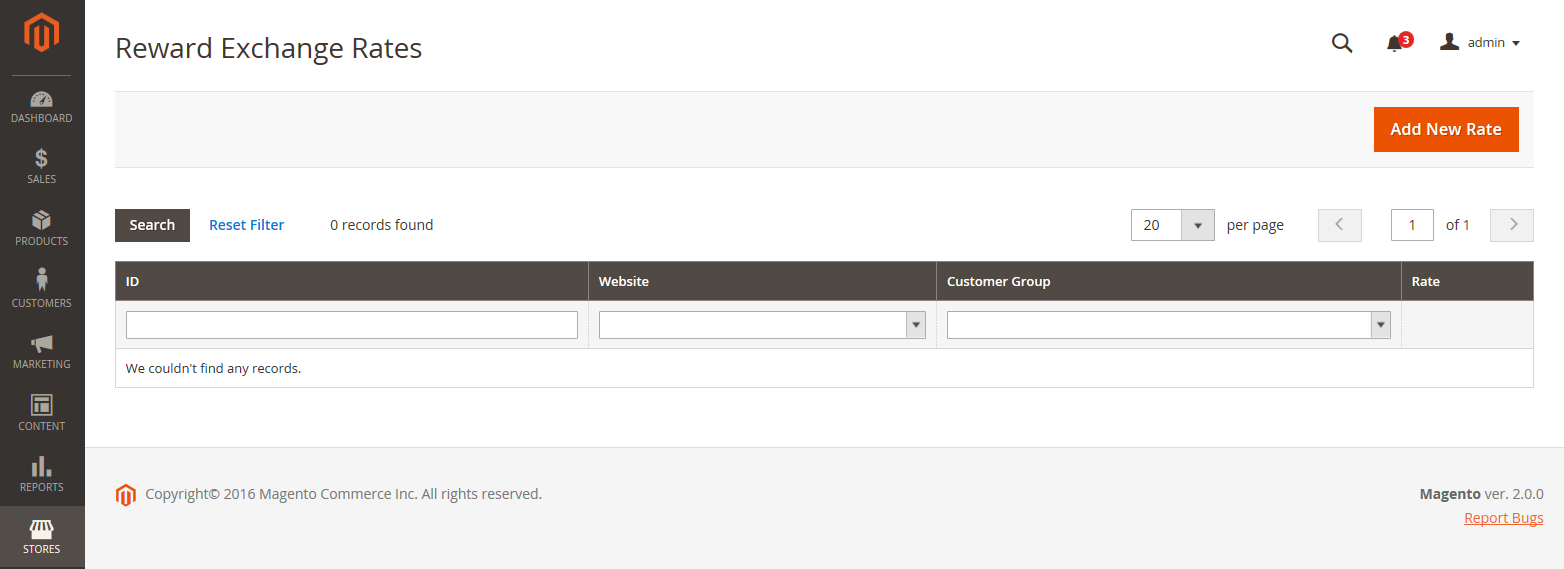 Reward Exchange Rates
3
admin
Add New Rate
DASHBOARD
SALES
PRODUCTS
CUSTOMERS
MARKETING
CONTENT
REPORTS
STORES
Search Reset Filter 0 records found 20 per page 1 of 1
ID Website Customer Group Rate
We couldn't find any records.
Copyright© 2016 Magento Commerce Inc. All rights reserved.
Magento ver. 2.0.0
Report Bugs